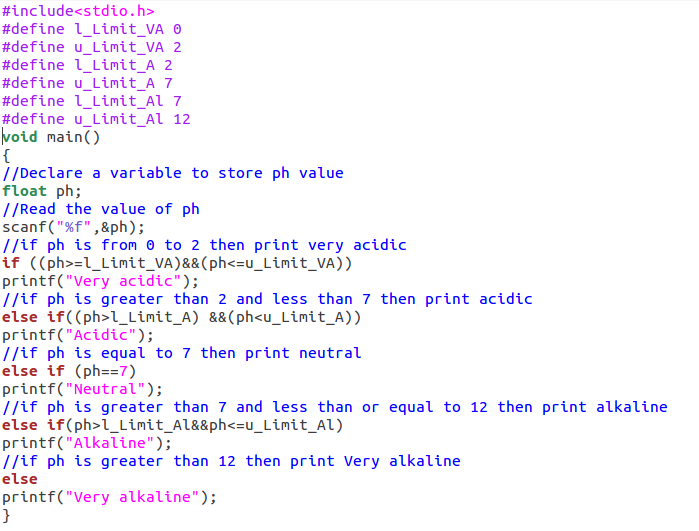 #include<stdio.h>
#define l_Limit_VA 0
#define u_Limit_VA 2
#define l_Limit_A 2
#define u_Limit_A 7
#define l_Limit_Al 7
#define u_Limit_Al 12
void main()
{
//Declare a variable to store ph value
float ph;
//Read the value of ph
scanf("%f",&ph);
//if ph is from 0 to 2 then print very acidic
if ((ph>=l_Limit_VA)&&(ph<=u_Limit_VA))
printf("Very acidic");
//if ph is greater than 2 and less than 7 then print acidic
else if((ph>l_Limit_A) &&(ph<u_Limit_A))
printf("Acidic");
//if ph is equal to 7 then print neutral
else if (ph==7)
printf("Neutral");
//if ph is greater than 7 and less than or equal to 12 then print alkaline
else if(ph>l_Limit_Al&&ph<=u_Limit_Al)
printf("Alkaline");
//if ph is greater than 12 then print Very alkaline
else
printf("Very alkaline");
}